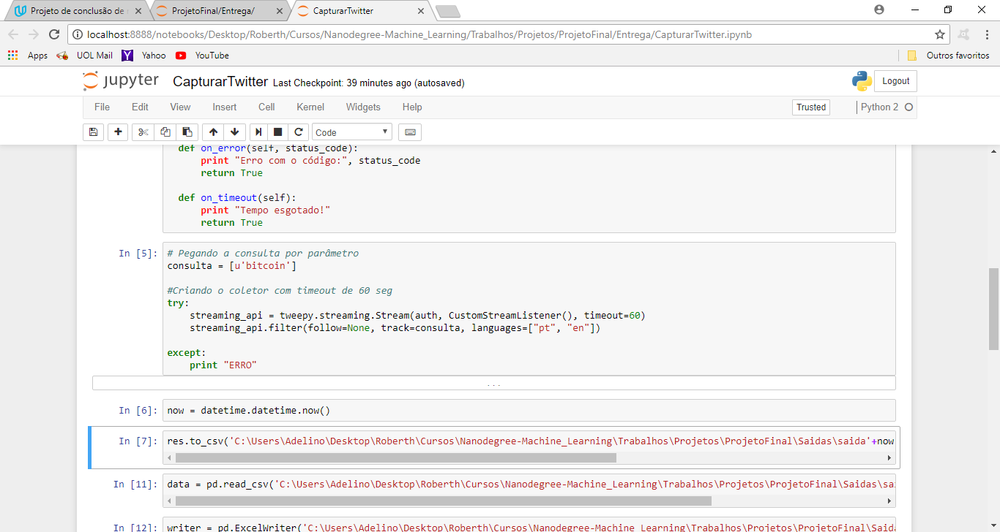 Projeto de conclusão de
ProjetoFinal/Entrega/
CapturarTwitter
localhost:8888/notebooks/Desktop/Roberth/Cursos/Nanodegree-Machine_Learning/Trabalhos/Projetos/ProjetoFinal/Entrega/CapturarTwitter.ipynb
Apps UOL Mail Yahoo YouTube Outros favoritos
jupyter CapturarTwitter Last Checkpoint: 39 minutes ago (autosaved) Logout
File Edit View Insert Cell Kernel Widgets Help Trusted Python 2
Code
def on_error(self, status_code):
print "Erro com o código:", status_code
return True
def on_timeout(self):
print "Tempo esgotado!"
return True
In [5]: # Pegando a consulta por parâmetro
consulta = [u'bitcoin']
#Criando o coletor com timeout de 60 seg
try:
streaming_api = tweepy.streaming.Stream(auth, CustomStreamListener(), timeout=60)
streaming_api.filter(follow=None, track=consulta, languages=["pt", "en"])
except:
print "ERRO"
...
In [6]: now = datetime.datetime.now()
In [7]: res.to_csv('C:\Users\Adelino\Desktop\Roberth\Cursos\Nanodegree-Machine_Learning\Trabalhos\Projetos\ProjetoFinal\Saidas\saida'+now
In [11]: data = pd.read_csv('C:\Users\Adelino\Desktop\Roberth\Cursos\Nanodegree-Machine_Learning\Trabalhos\Projetos\ProjetoFinal\Saidas\sai
In [12]: writer = pd.ExcelWriter('C:\Users\Adelino\Desktop\Roberth\Cursos\Nanodegree-Machine_Learning\Trabalhos\Projetos\ProjetoFinal\Saida